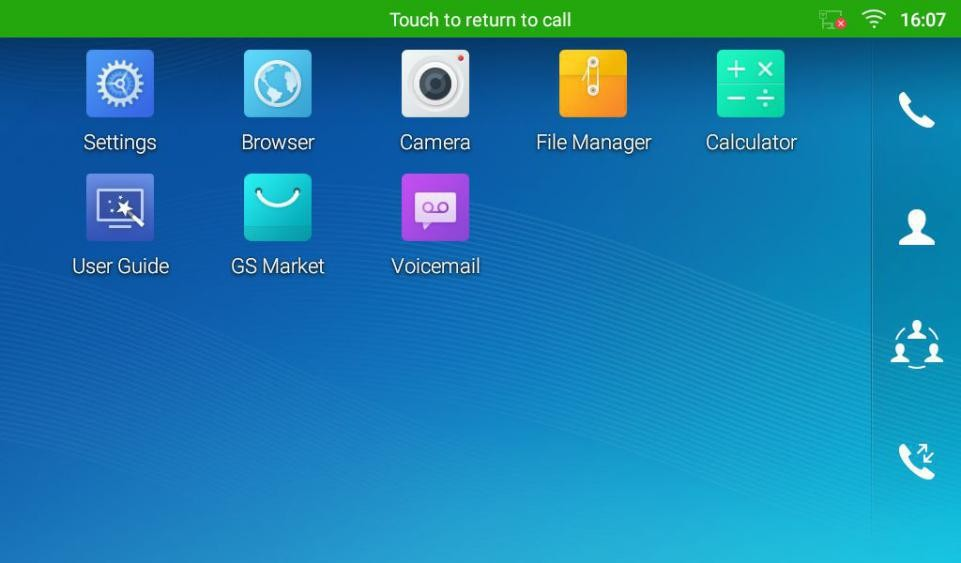 Touch to return to call 16:07
Settings Browser Camera File Manager Calculator
User Guide GS Market Voicemail